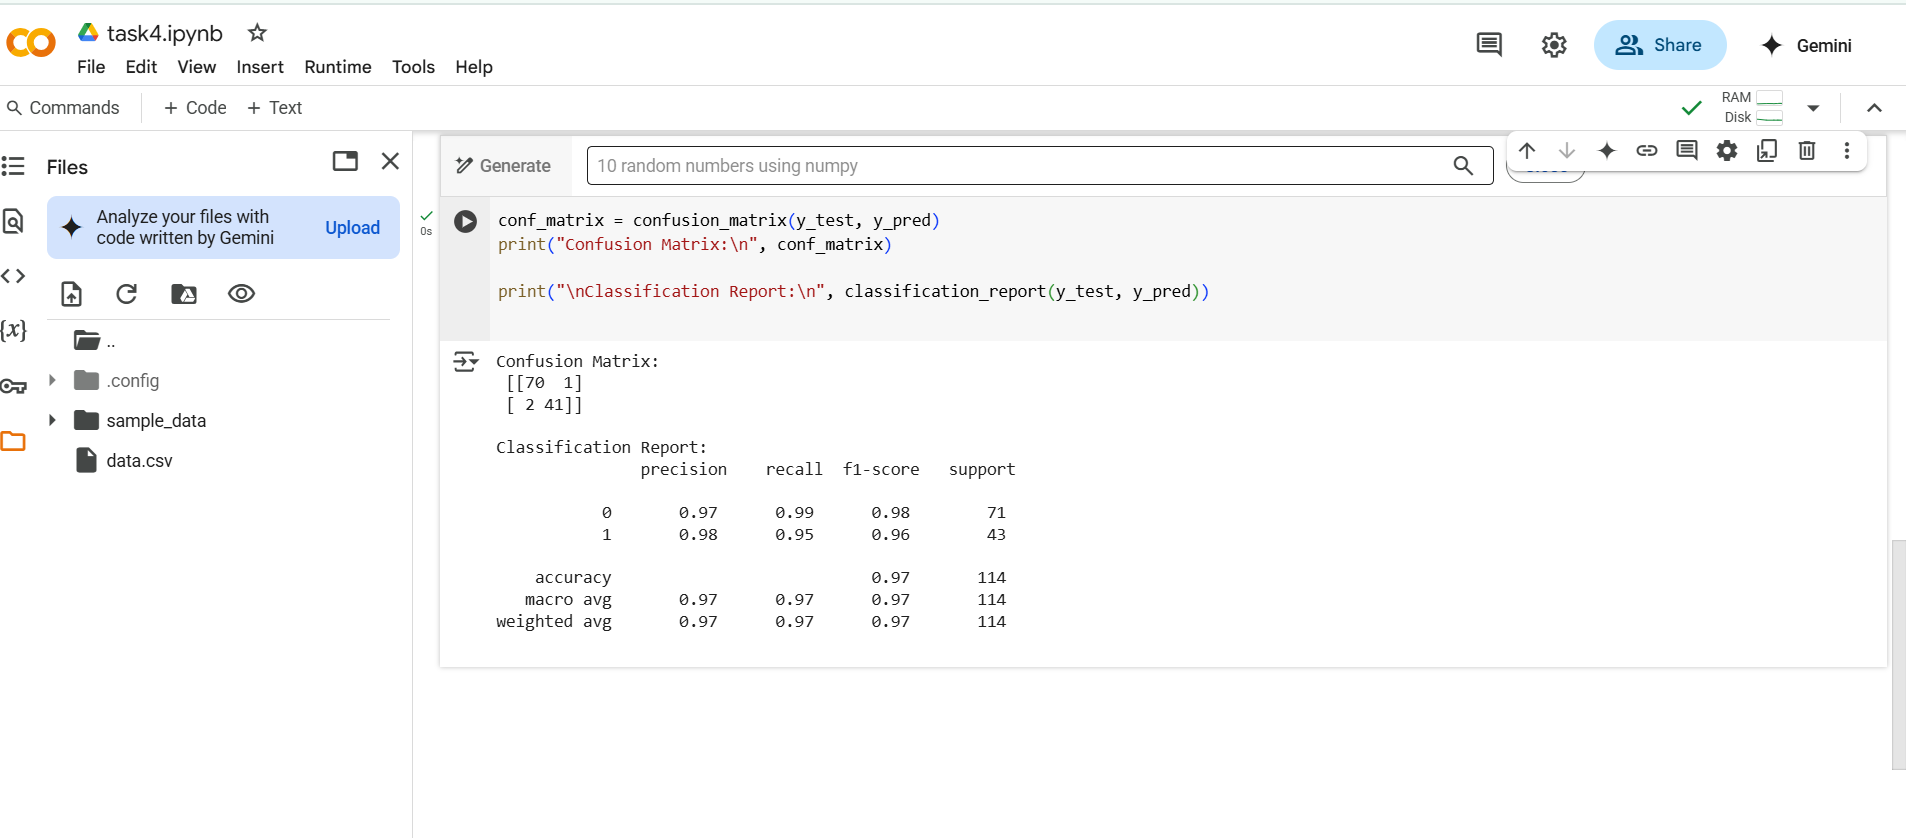 task4.ipynb
File Edit View Insert Runtime Tools Help
Share
Gemini
Commands
+ Code + Text
RAM
Disk
Files
Analyze your files with
code written by Gemini
Upload
..
.config
sample_data
data.csv
{x}
Generate
10 random numbers using numpy
0s
conf_matrix = confusion_matrix(y_test, y_pred)
print("Confusion Matrix:\n", conf_matrix)
print("\nClassification Report:\n", classification_report(y_test, y_pred))
Confusion Matrix:
[[70  1]
[ 2 41]]
Classification Report:
precision recall f1-score support
0 0.97 0.99 0.98 71
1 0.98 0.95 0.96 43
accuracy 0.97 114
macro avg 0.97 0.97 0.97 114
weighted avg 0.97 0.97 0.97 114